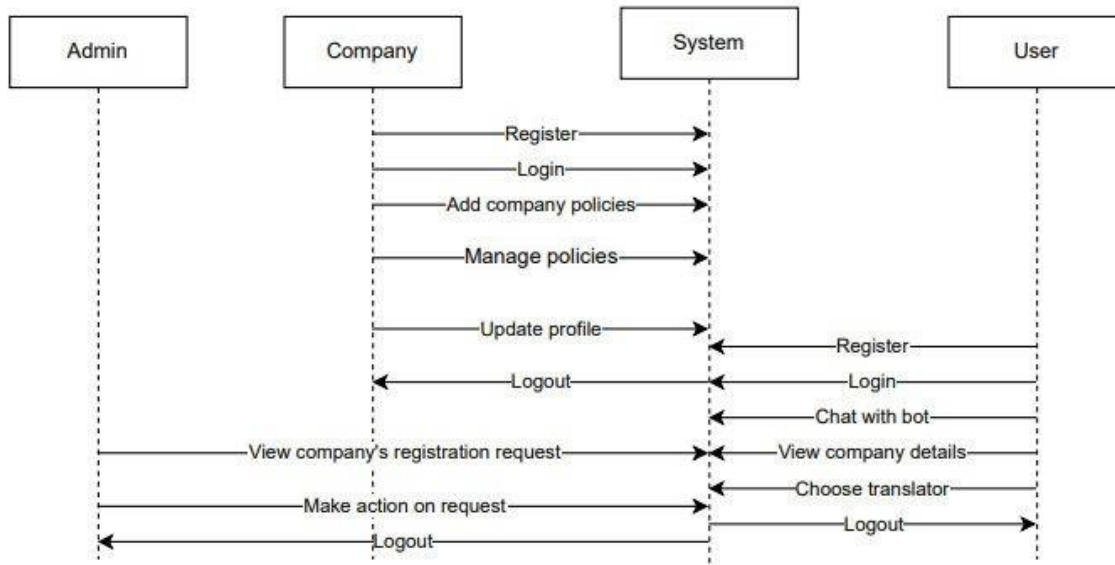 Admin
Company
System
User
Register
Login
Add company policies
Manage policies
Update profile
Register
Logout
Login
Chat with bot
View company's registration request
View company details
Choose translator
Make action on request
Logout
Logout